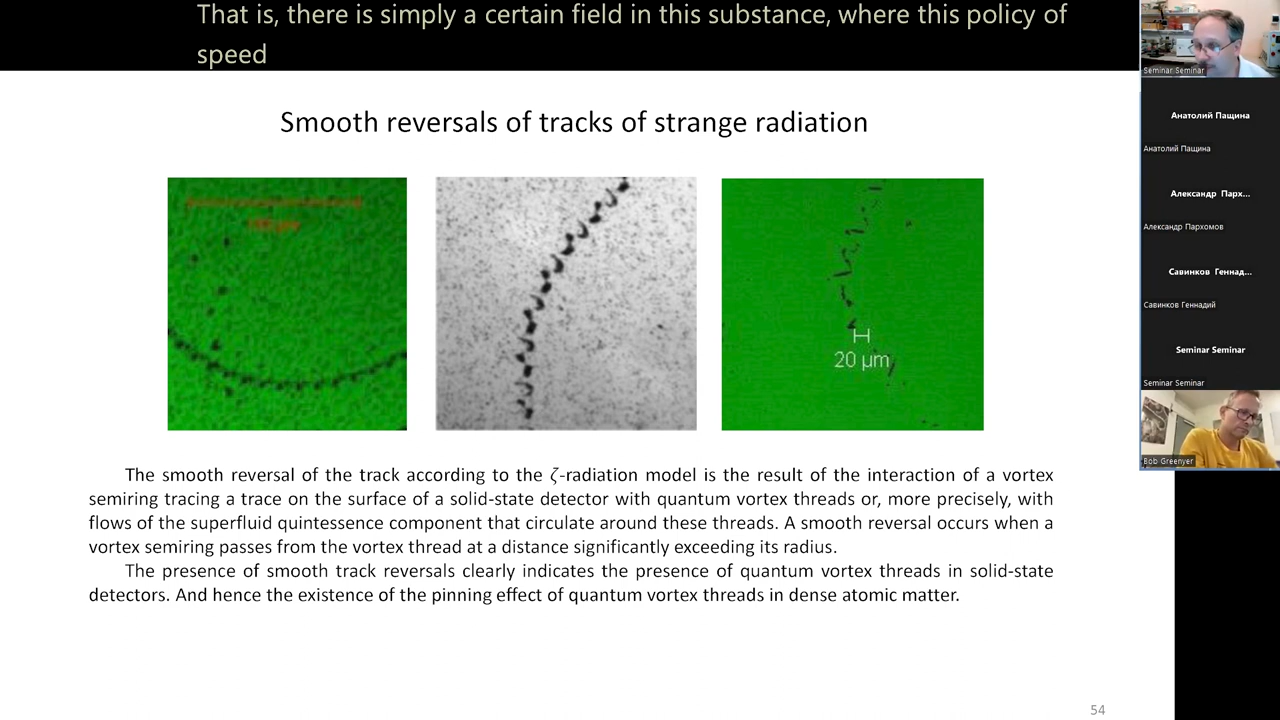 That is, there is simply a certain field in this substance, where this policy of
speed
Seminar Seminar
Smooth reversals of tracks of strange radiation
Анатолий Пащина
Анатолий Пащина
Александр Парх...
Александр Пархомов
Савинков Геннад...
Савинков Геннадий
20 µm
Seminar Seminar
Seminar Seminar
Bob Greenyer
The smooth reversal of the track according to the ζ-radiation model is the result of the interaction of a vortex
semiring tracing a trace on the surface of a solid-state detector with quantum vortex threads or, more precisely, with
flows of the superfluid quintessence component that circulate around these threads. A smooth reversal occurs when a
vortex semiring passes from the vortex thread at a distance significantly exceeding its radius.
The presence of smooth track reversals clearly indicates the presence of quantum vortex threads in solid-state
detectors. And hence the existence of the pinning effect of quantum vortex threads in dense atomic matter.
54